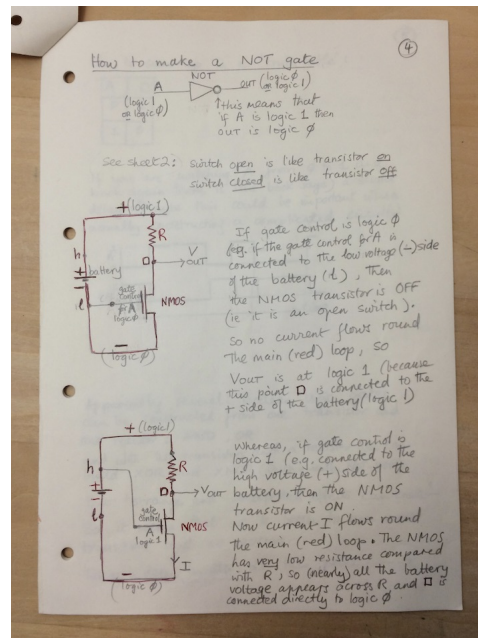 4
How to make a NOT gate
NOT
A
OUT (logic ϕ
or logic 1)
(logic 1
or logic ϕ)
↑ this means that
if A is logic 1 then
OUT is logic ϕ
See sheet 2: switch open is like transistor on
switch closed is like transistor off
+ (logic 1)
R
V
OUT
h
+ battery
-
l
gate
control
for A
logic ϕ
NMOS
-
(logic ϕ)
If gate control is logic ϕ
(eg. if the gate control for A is
connected to the low voltage (-) side
of the battery (l), then
the NMOS transistor is OFF
(ie it is an open switch).
So no current flows round
the main (red) loop, so
VOUT is at logic 1 (because
this point □ is connected to the
+ side of the battery (logic 1)
+ (logic 1)
R
h
+
-
l
VOUT
gate
control
A
logic 1
NMOS
I
-
(logic ϕ)
whereas, if gate control is
logic 1 (e.g. connected to the
high voltage (+) side of the
battery, then the NMOS
transistor is ON.
Now current I flows round
the main (red) loop. The NMOS
has very low resistance compared
with R, so (nearly) all the battery
voltage appears across R and □ is
connected directly to logic ϕ.